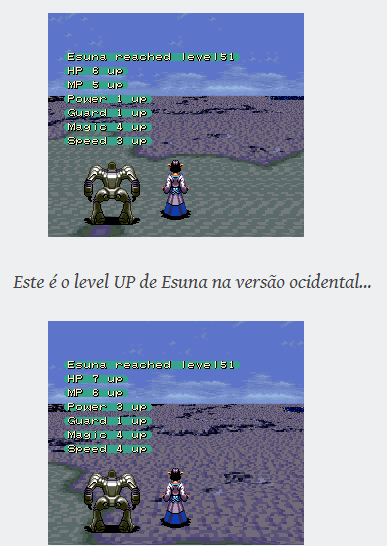 Esuna reached level51
HP 6 up
MP 5 up
Power 1 up
Guard 1 up
Magic 4 up
Speed 3 up
Este é o level UP de Esuna na versão ocidental...
Esuna reached level51
HP 7 up
MP 6 up
Power 3 up
Guard 1 up
Magic 4 up
Speed 4 up